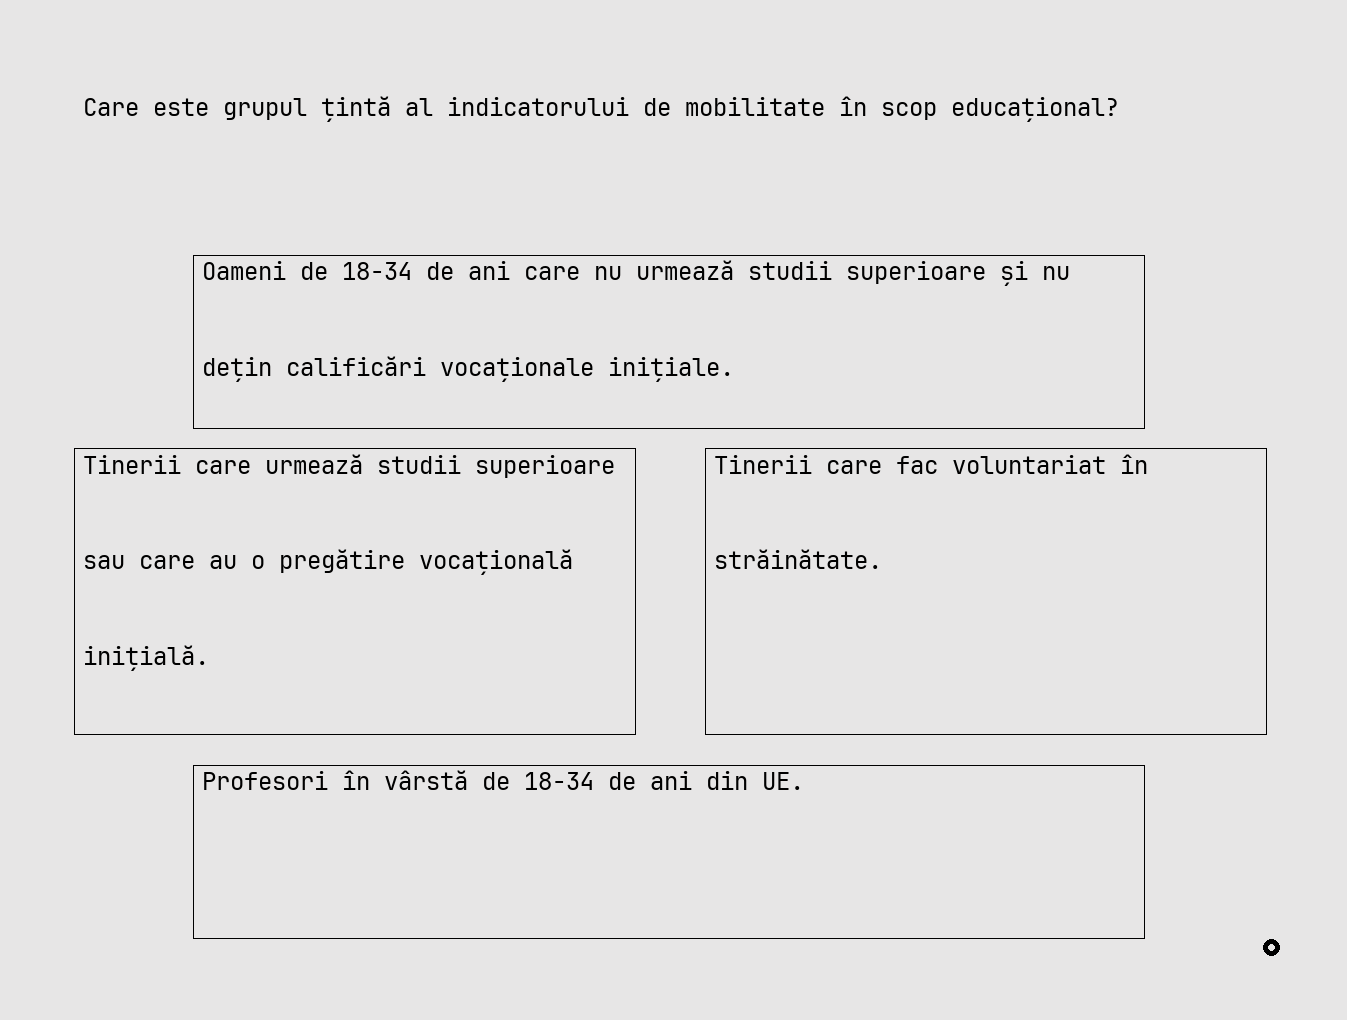 Care este grupul țintă al indicatorului de mobilitate în scop educațional?
Oameni de 18-34 de ani care nu urmează studii superioare și nu
dețin calificări vocaționale inițiale.
Tinerii care urmează studii superioare
sau care au o pregătire vocațională
inițială.
Tinerii care fac voluntariat în
străinătate.
Profesori în vârstă de 18-34 de ani din UE.